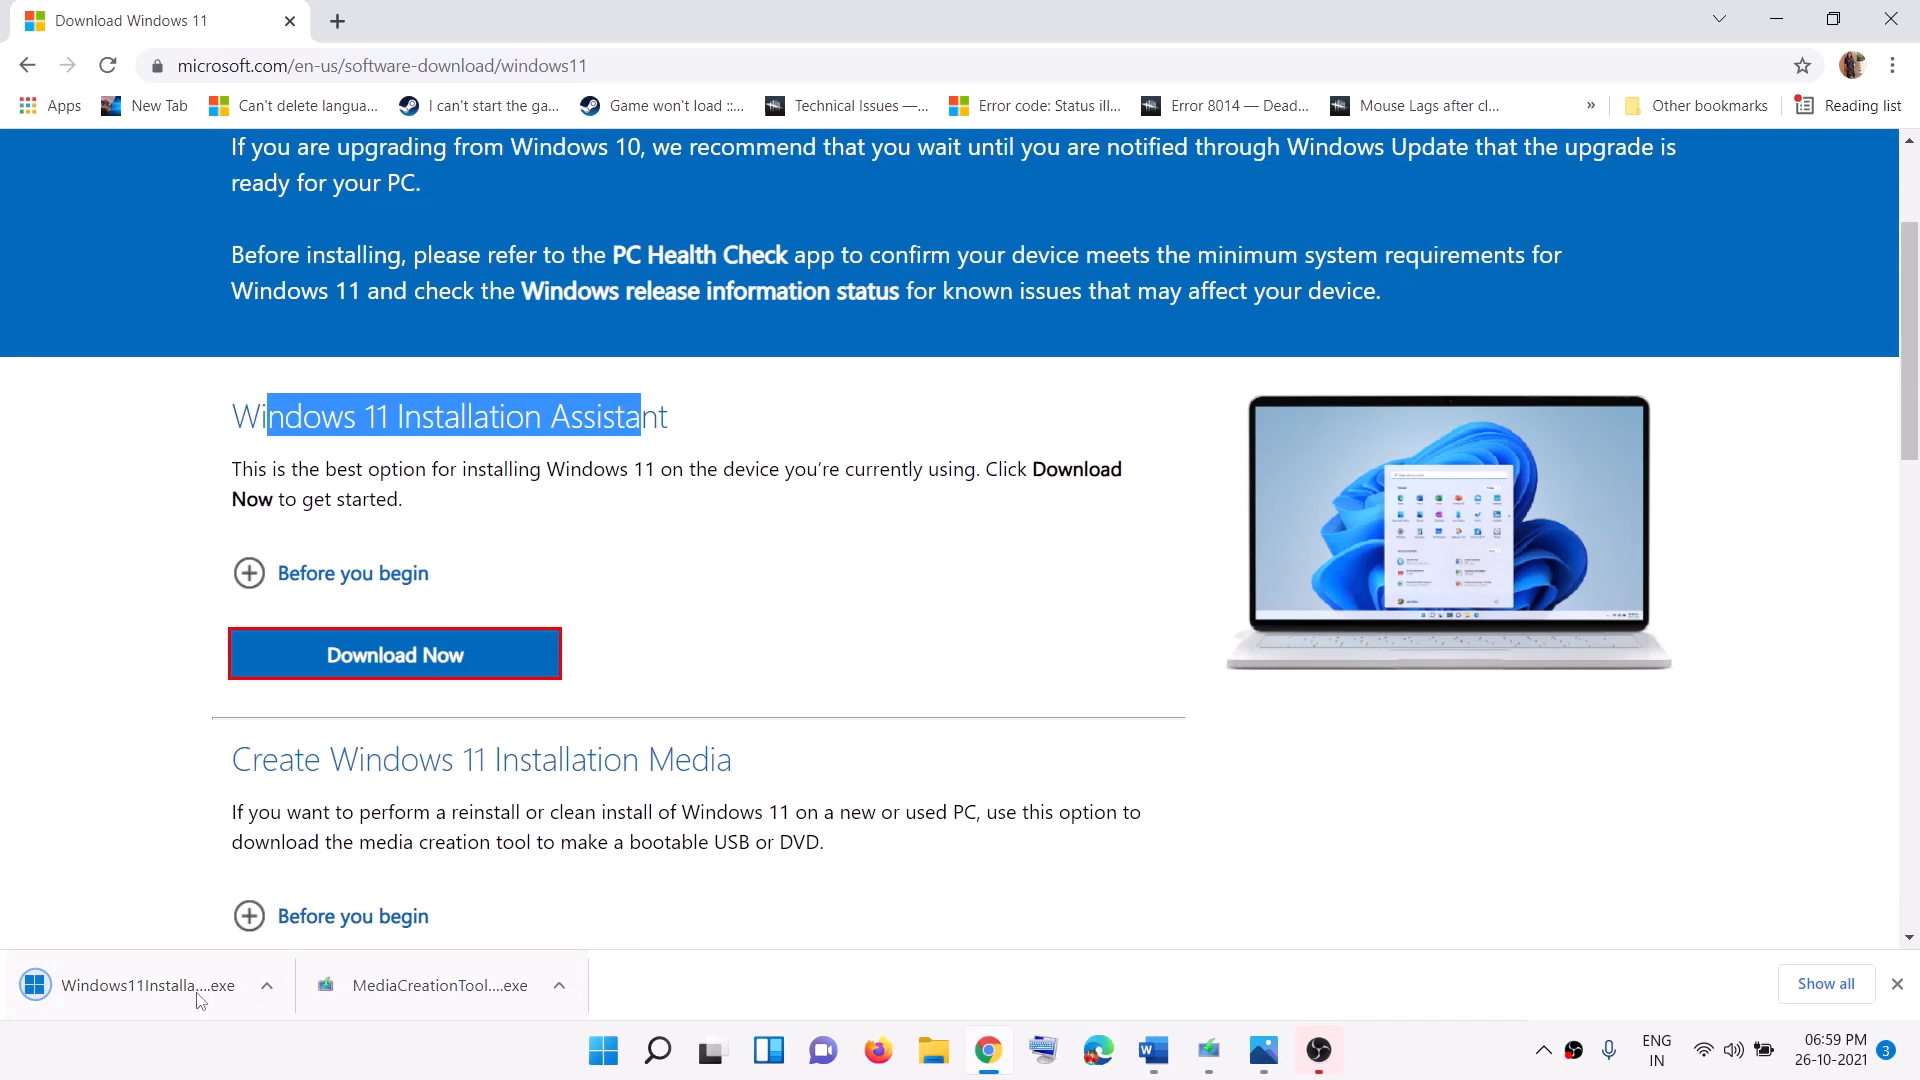 Download Windows 11
microsoft.com/en-us/software-download/windows11
Apps New Tab Can't delete langua... I can't start the ga... Game won't load ::... Technical Issues —... Error code: Status ill... Error 8014 — Dead... Mouse Lags after cl... » Other bookmarks Reading list
If you are upgrading from Windows 10, we recommend that you wait until you are notified through Windows Update that the upgrade is
ready for your PC.
Before installing, please refer to the PC Health Check app to confirm your device meets the minimum system requirements for
Windows 11 and check the Windows release information status for known issues that may affect your device.
Windows 11 Installation Assistant
This is the best option for installing Windows 11 on the device you're currently using. Click Download
Now to get started.
Before you begin
Download Now
Create Windows 11 Installation Media
If you want to perform a reinstall or clean install of Windows 11 on a new or used PC, use this option to
download the media creation tool to make a bootable USB or DVD.
Before you begin
Windows11Installa....exe MediaCreationTool....exe Show all
ENG
IN
06:59 PM
26-10-2021
3